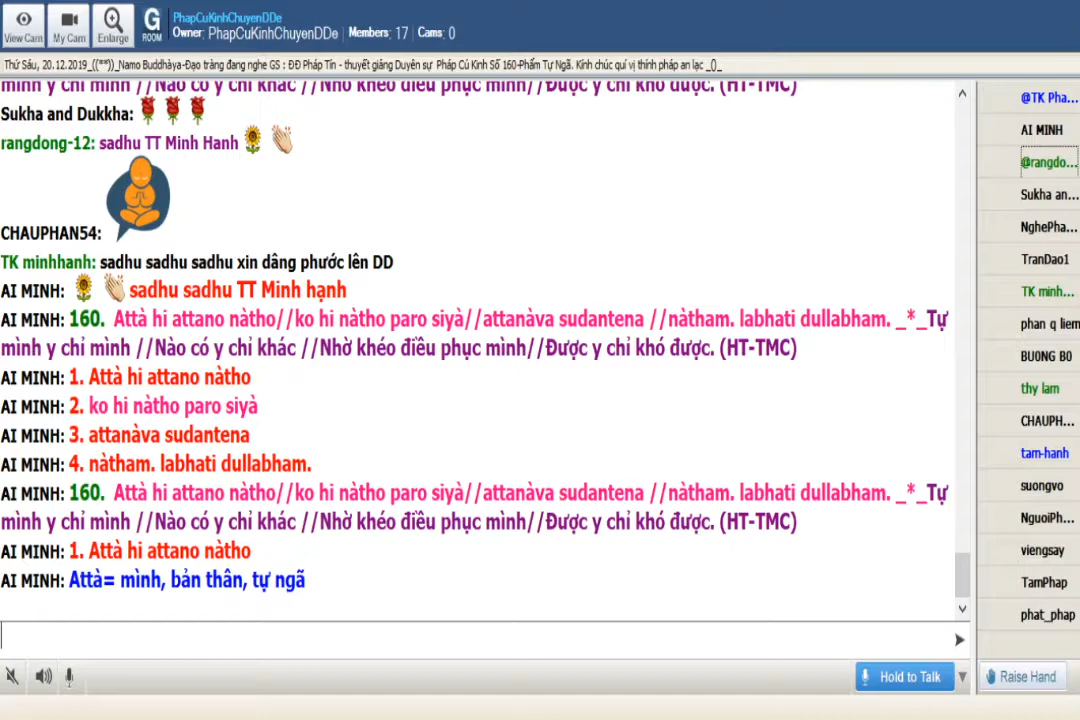 PhapCuKinhChuyenDDe
View Cam My Cam Enlarge G ROOM Owner: PhapCuKinhChuyenDDe Members: 17 Cams: 0
Thứ Sáu, 20.12.2019_((**))_Namo Buddhàya-Đạo tràng đang nghe GS : ĐĐ Pháp Tín - thuyết giảng Duyên sự Pháp Cú Kinh Số 160-Phẩm Tự Ngã. Kính chúc quí vị thính pháp an lạc _()_
mình y chỉ mình //Nào có y chỉ khác //Nhờ khéo điều phục mình//Được y chỉ khó được. (HT-TMC)
Sukha and Dukkha:
rangdong-12: sadhu TT Minh Hanh
CHAUPHAN54:
TK minhhanh: sadhu sadhu sadhu xin dâng phước lên DD
AI MINH: sadhu sadhu TT Minh hạnh
AI MINH: 160. Attà hi attano nàtho//ko hi nàtho paro siyà//attanàva sudantena //nàtham. labhati dullabham. _*_Tự
mình y chỉ mình //Nào có y chỉ khác //Nhờ khéo điều phục mình//Được y chỉ khó được. (HT-TMC)
AI MINH: 1. Attà hi attano nàtho
AI MINH: 2. ko hi nàtho paro siyà
AI MINH: 3. attanàva sudantena
AI MINH: 4. nàtham. labhati dullabham.
AI MINH: 160. Attà hi attano nàtho//ko hi nàtho paro siyà//attanàva sudantena //nàtham. labhati dullabham. _*_Tự
mình y chỉ mình //Nào có y chỉ khác //Nhờ khéo điều phục mình//Được y chỉ khó được. (HT-TMC)
AI MINH: 1. Attà hi attano nàtho
AI MINH: Attà= mình, bản thân, tự ngã
@TK Pha...
AI MINH
@rangdo...
Sukha an...
NghePha...
TranDao1
TK minh...
phan q liem
BUONG BO
thy lam
CHAUPH...
tam-hanh
suongvo
NguoiPh...
viengsay
TamPhap
phat_phap
Hold to Talk
Raise Hand